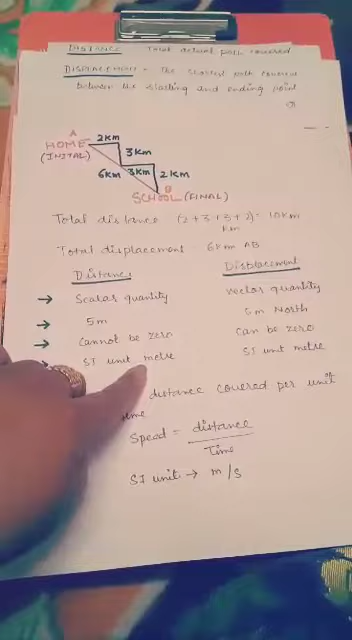 DISTANCE Total actual path covered
DISPLACEMENT - The shortest path covered
between the starting and ending point
A
HOME
(INITAL)
2km
3km
6km
3km
2km
B
SCHOOL (FINAL)
Total distance (2+3+3+2) = 10km
km
Total displacement = 6km AB
Distance Displacement
→ Scalar quantity vector quantity
→ 5m 5m North
→ Cannot be zero can be zero
SI unit metre SI unit metre
distance covered per unit
time
Speed = distance
Time
SI unit → m/s